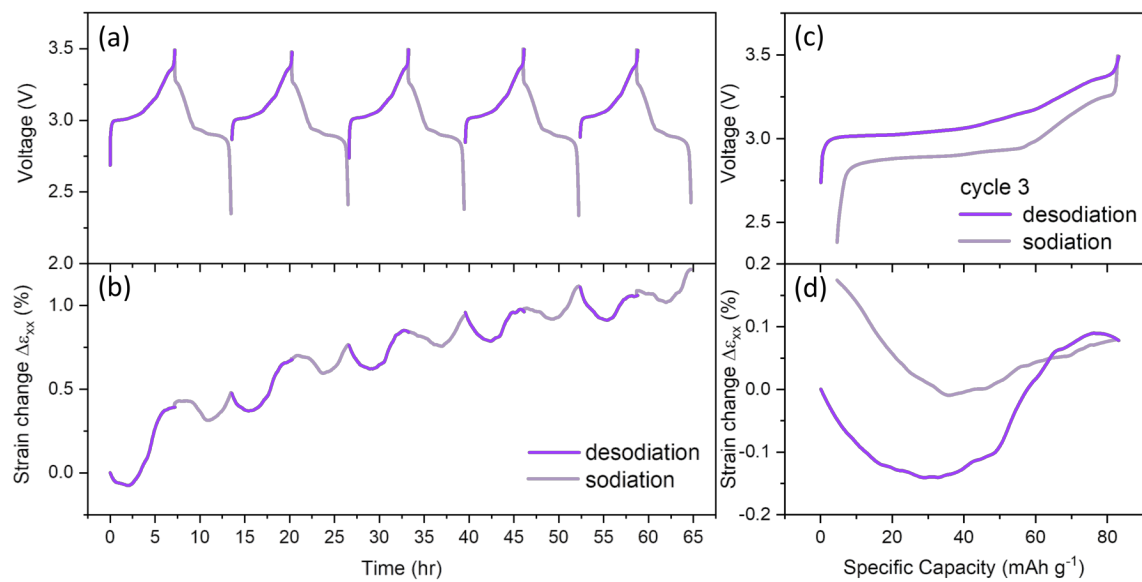 (a)
3.5
3.0
2.5
2.0
Voltage (V)
(b)
1.0
0.5
0.0
Strain change Δεxx (%)
desodiation
sodiation
0 5 10 15 20 25 30 35 40 45 50 55 60 65
Time (hr)
(c)
3.5
3.0
2.5
Voltage (V)
cycle 3
desodiation
sodiation
(d)
0.2
0.1
0.0
-0.1
-0.2
Strain change Δεxx (%)
0 20 40 60 80
Specific Capacity (mAh g⁻¹)